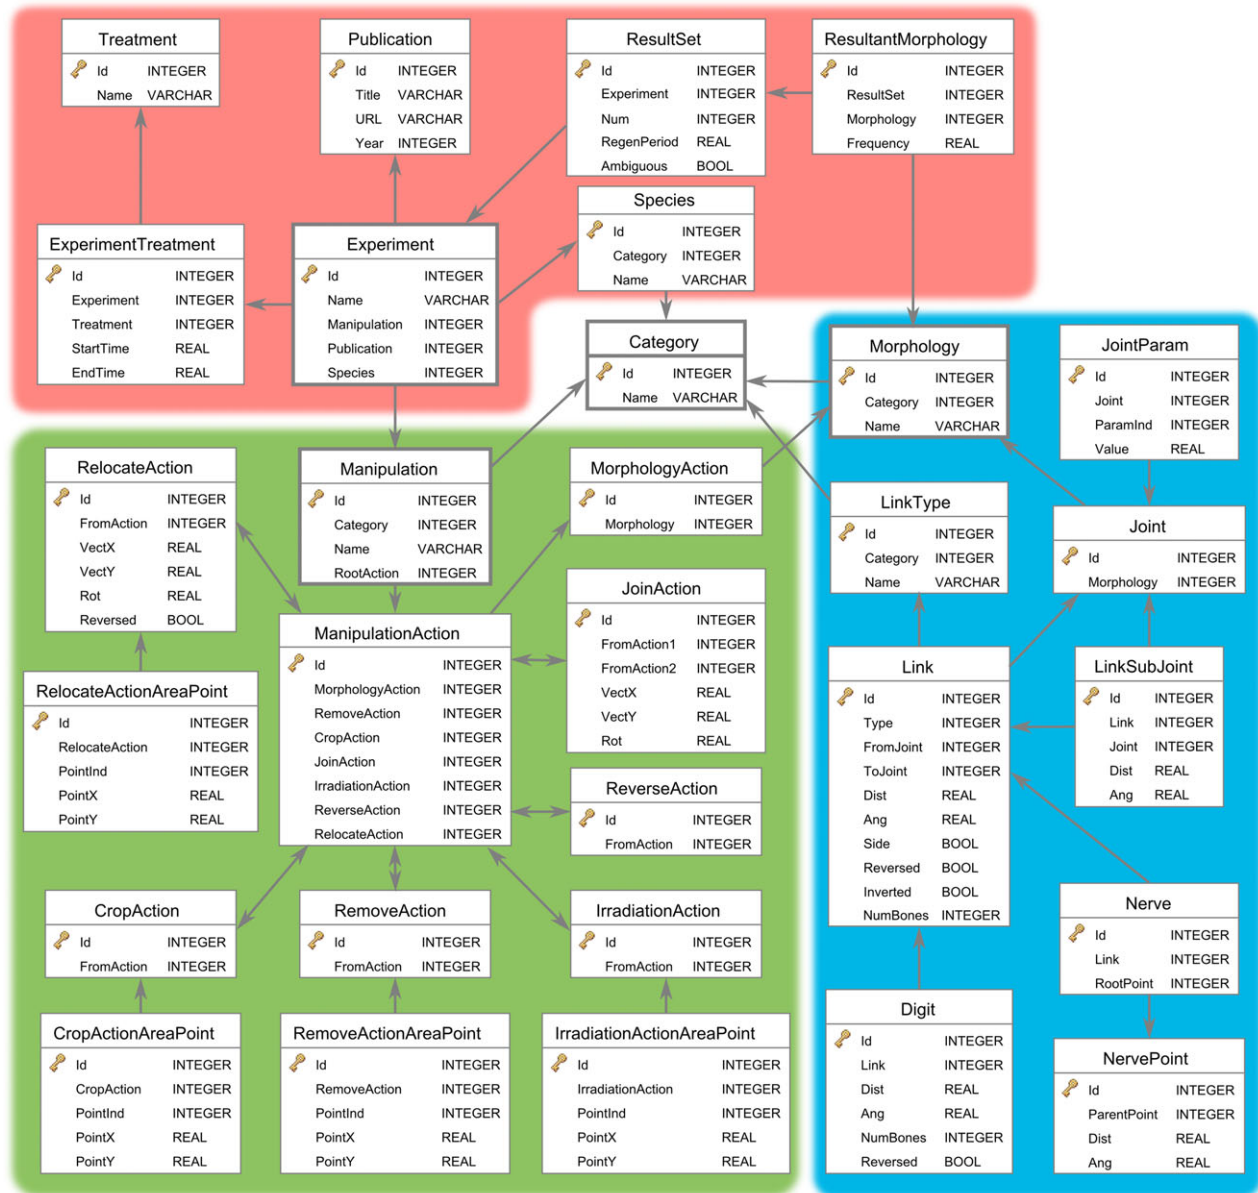 Treatment
Id INTEGER
Name VARCHAR
Publication
Id INTEGER
Title VARCHAR
URL VARCHAR
Year INTEGER
ResultSet
Id INTEGER
Experiment INTEGER
Num INTEGER
RegenPeriod REAL
Ambiguous BOOL
ResultantMorphology
Id INTEGER
ResultSet INTEGER
Morphology INTEGER
Frequency REAL
Species
Id INTEGER
Category INTEGER
Name VARCHAR
ExperimentTreatment
Id INTEGER
Experiment INTEGER
Treatment INTEGER
StartTime REAL
EndTime REAL
Experiment
Id INTEGER
Name VARCHAR
Manipulation INTEGER
Publication INTEGER
Species INTEGER
Category
Id INTEGER
Name VARCHAR
Morphology
Id INTEGER
Category INTEGER
Name VARCHAR
JointParam
Id INTEGER
Joint INTEGER
ParamInd INTEGER
Value REAL
RelocateAction
Id INTEGER
FromAction INTEGER
VectX REAL
VectY REAL
Rot REAL
Reversed BOOL
Manipulation
Id INTEGER
Category INTEGER
Name VARCHAR
RootAction INTEGER
MorphologyAction
Id INTEGER
Morphology INTEGER
LinkType
Id INTEGER
Category INTEGER
Name VARCHAR
Joint
Id INTEGER
Morphology INTEGER
JoinAction
Id INTEGER
FromAction1 INTEGER
FromAction2 INTEGER
VectX REAL
VectY REAL
Rot REAL
ManipulationAction
Id INTEGER
MorphologyAction INTEGER
RemoveAction INTEGER
CropAction INTEGER
JoinAction INTEGER
IrradiationAction INTEGER
ReverseAction INTEGER
RelocateAction INTEGER
RelocateActionAreaPoint
Id INTEGER
RelocateAction INTEGER
PointInd INTEGER
PointX REAL
PointY REAL
Link
Id INTEGER
Type INTEGER
FromJoint INTEGER
ToJoint INTEGER
Dist REAL
Ang REAL
Side BOOL
Reversed BOOL
Inverted BOOL
NumBones INTEGER
LinkSubJoint
Id INTEGER
Link INTEGER
Joint INTEGER
Dist REAL
Ang REAL
ReverseAction
Id INTEGER
FromAction INTEGER
CropAction
Id INTEGER
FromAction INTEGER
RemoveAction
Id INTEGER
FromAction INTEGER
IrradiationAction
Id INTEGER
FromAction INTEGER
Nerve
Id INTEGER
Link INTEGER
RootPoint INTEGER
CropActionAreaPoint
Id INTEGER
CropAction INTEGER
PointInd INTEGER
PointX REAL
PointY REAL
RemoveActionAreaPoint
Id INTEGER
RemoveAction INTEGER
PointInd INTEGER
PointX REAL
PointY REAL
IrradiationActionAreaPoint
Id INTEGER
IrradiationAction INTEGER
PointInd INTEGER
PointX REAL
PointY REAL
Digit
Id INTEGER
Link INTEGER
Dist REAL
Ang REAL
NumBones INTEGER
Reversed BOOL
NervePoint
Id INTEGER
ParentPoint INTEGER
Dist REAL
Ang REAL